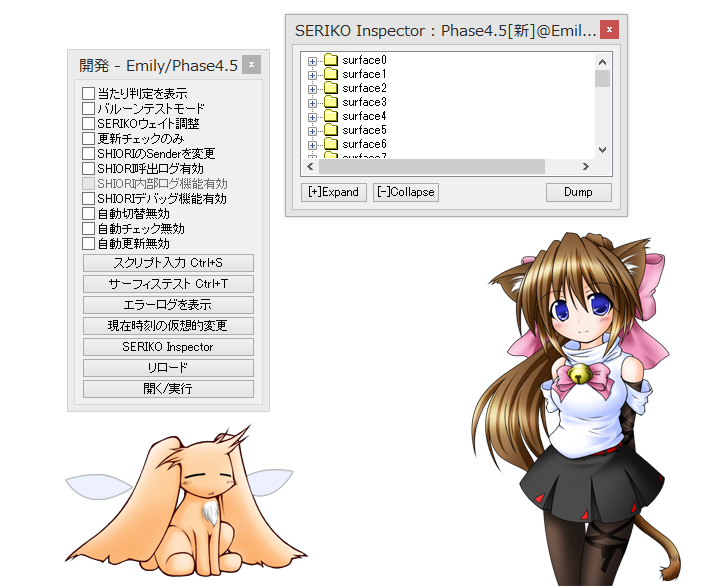 開発 - Emily/Phase4.5
当たり判定を表示
バルーンテストモード
SERIKOウェイト調整
更新チェックのみ
SHIORIのSenderを変更
SHIORI呼出ログ有効
SHIORI内部ログ機能有効
SHIORIデバッグ機能有効
自動切替無効
自動チェック無効
自動更新無効
スクリプト入力 Ctrl+S
サーフィステスト Ctrl+T
エラーログを表示
現在時刻の仮想的変更
SERIKO Inspector
リロード
開く/実行
SERIKO Inspector : Phase4.5[新]@Emil...
surface0
surface1
surface2
surface3
surface4
surface5
surface6
surface7
[+]Expand
[-]Collapse
Dump